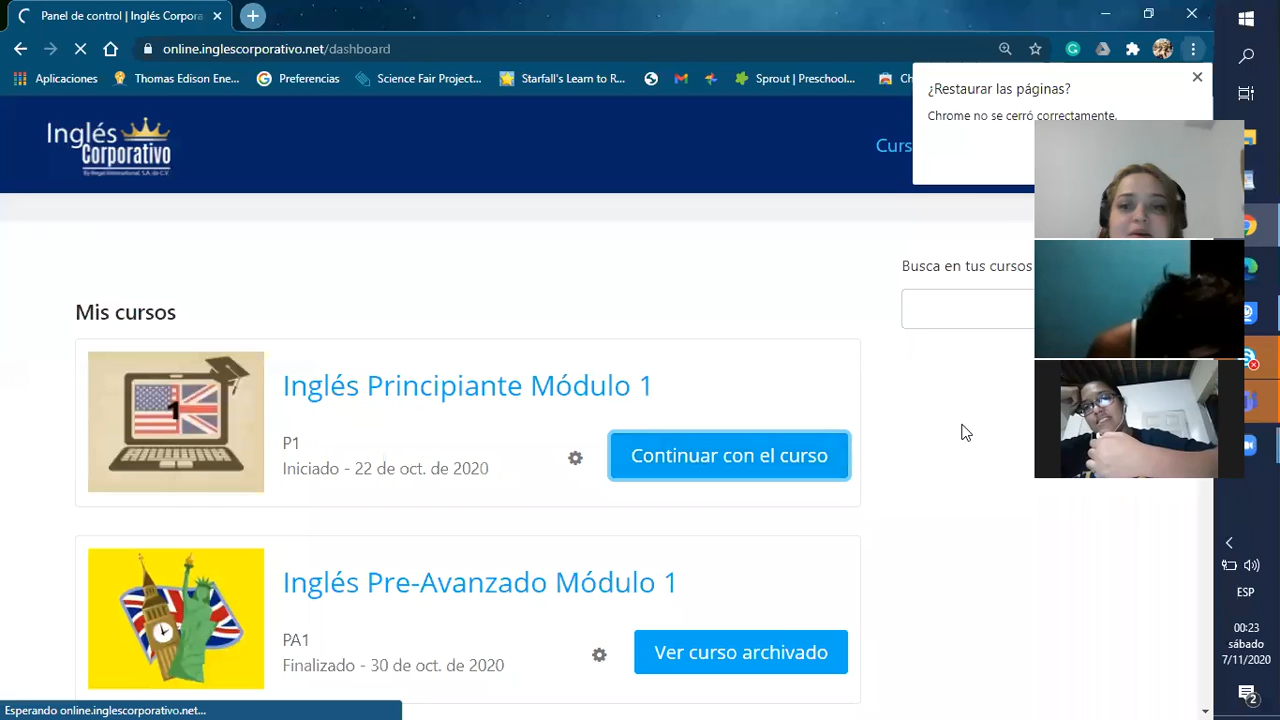 Panel de control | Inglés Corpora
online.inglescorporativo.net/dashboard
Aplicaciones
Thomas Edison Ene...
Preferencias
Science Fair Project...
Starfall's Learn to R...
Sprout | Preschool...
Ch
¿Restaurar las páginas?
Chrome no se cerró correctamente.
Inglés
Corporativo
Curs
Busca en tus cursos
Mis cursos
1
Inglés Principiante Módulo 1
P1
Iniciado - 22 de oct. de 2020
Continuar con el curso
Inglés Pre-Avanzado Módulo 1
PA1
Finalizado - 30 de oct. de 2020
Ver curso archivado
ESP
00:23
sábado
7/11/2020
2
Esperando online.inglescorporativo.net...